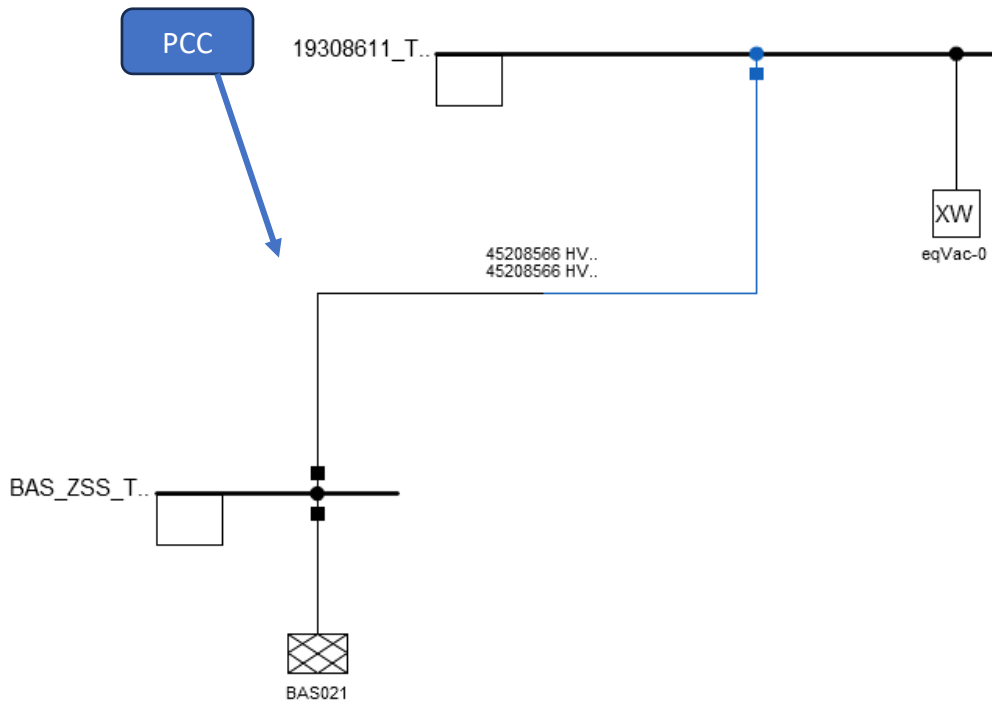 PCC
19308611_T..
XW
eqVac-0
45208566 HV..
45208566 HV..
BAS_ZSS_T..
BAS021